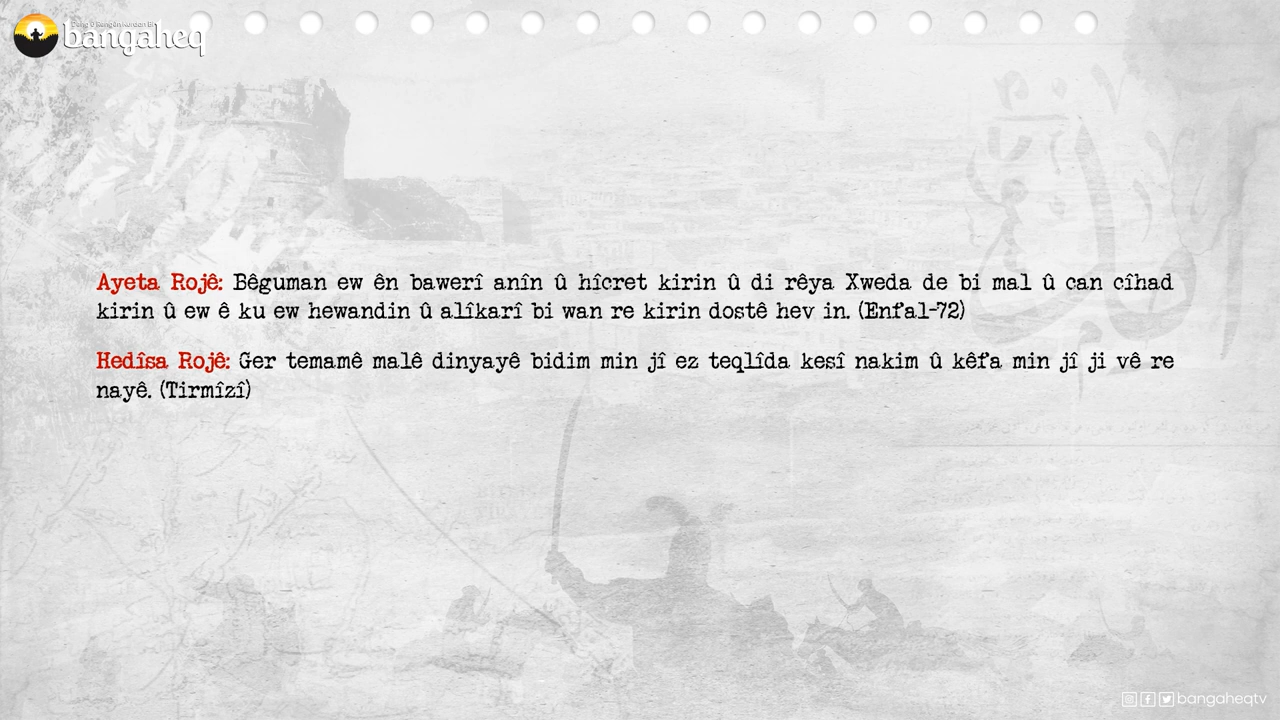 bangaheq
Ayeta Rojê: Bêguman ew ên bawerî anîn û hîcret kirin û di rêya Xweda de bi mal û can cîhad
kirin û ew ê ku ew hewandin û alîkarî bi wan re kirin dostê hev in. (Enfal-72)
Hedîsa Rojê: Ger temamê malê dinyayê bidim min jî ez teqlîda kesî nakim û kêfa min jî ji vê re
nayê. (Tirmîzî)
bangaheqtv